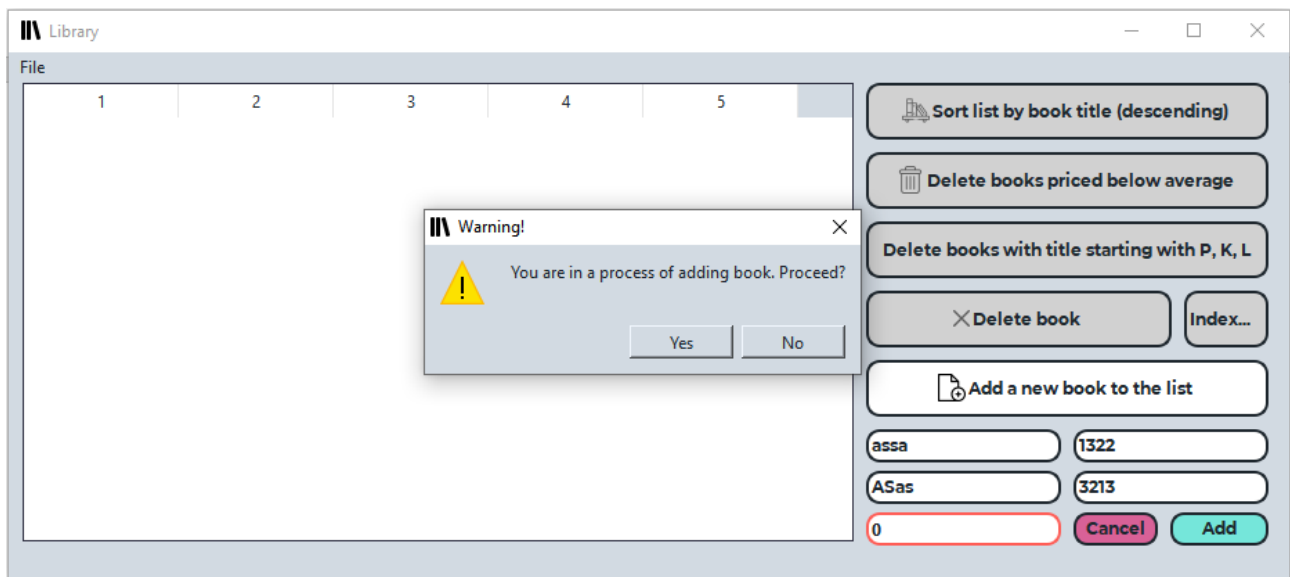 Library
File
1 2 3 4 5
Sort list by book title (descending)
Delete books priced below average
Warning!
You are in a process of adding book. Proceed?
Yes No
Delete books with title starting with P, K, L
Delete book Index...
Add a new book to the list
assa 1322
ASas 3213
0 Cancel Add